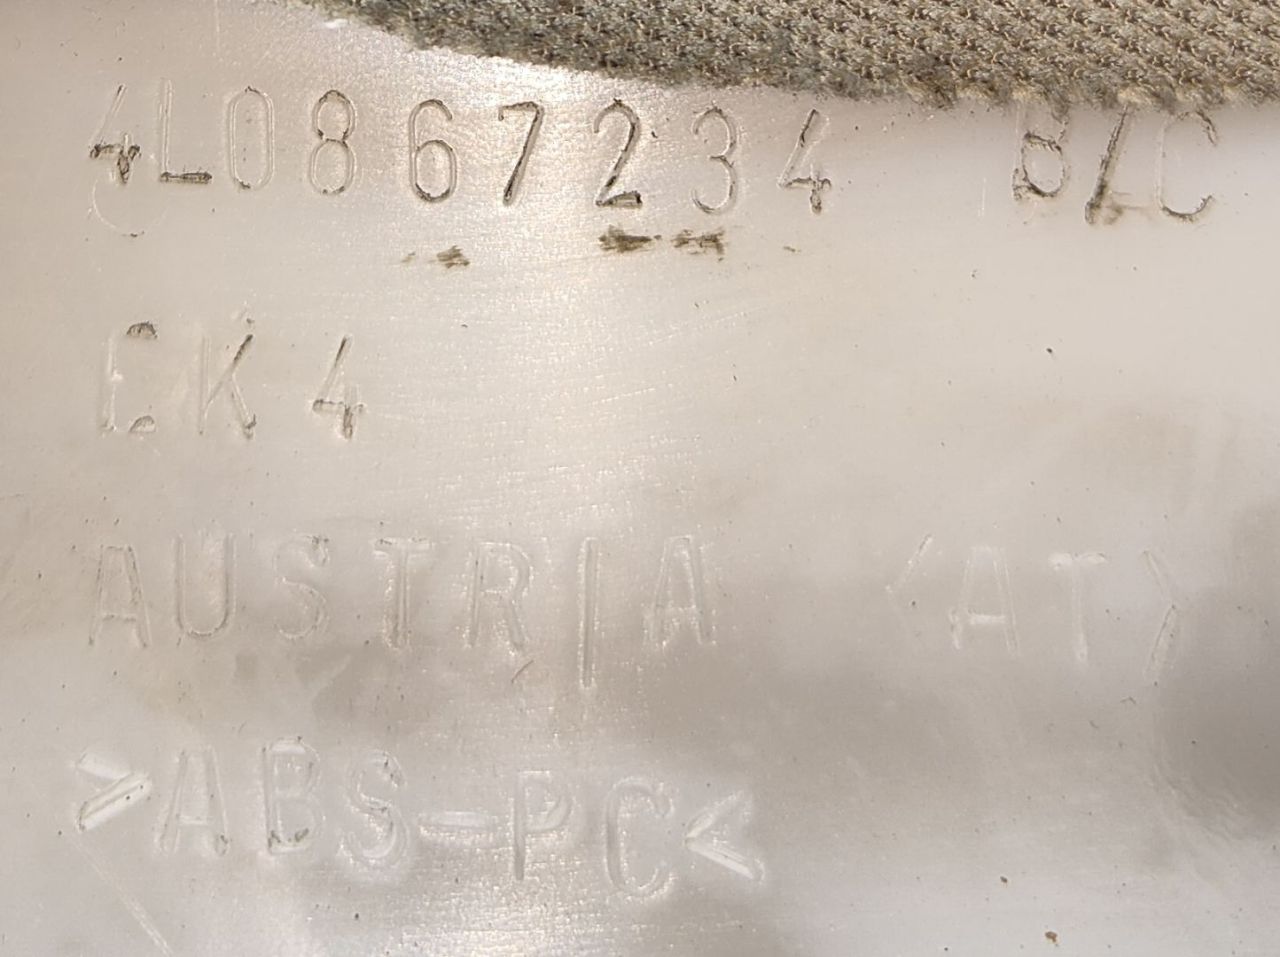 4L0867234 B/C
EK4
AUSTRIA <AT>
>ABS-PC<